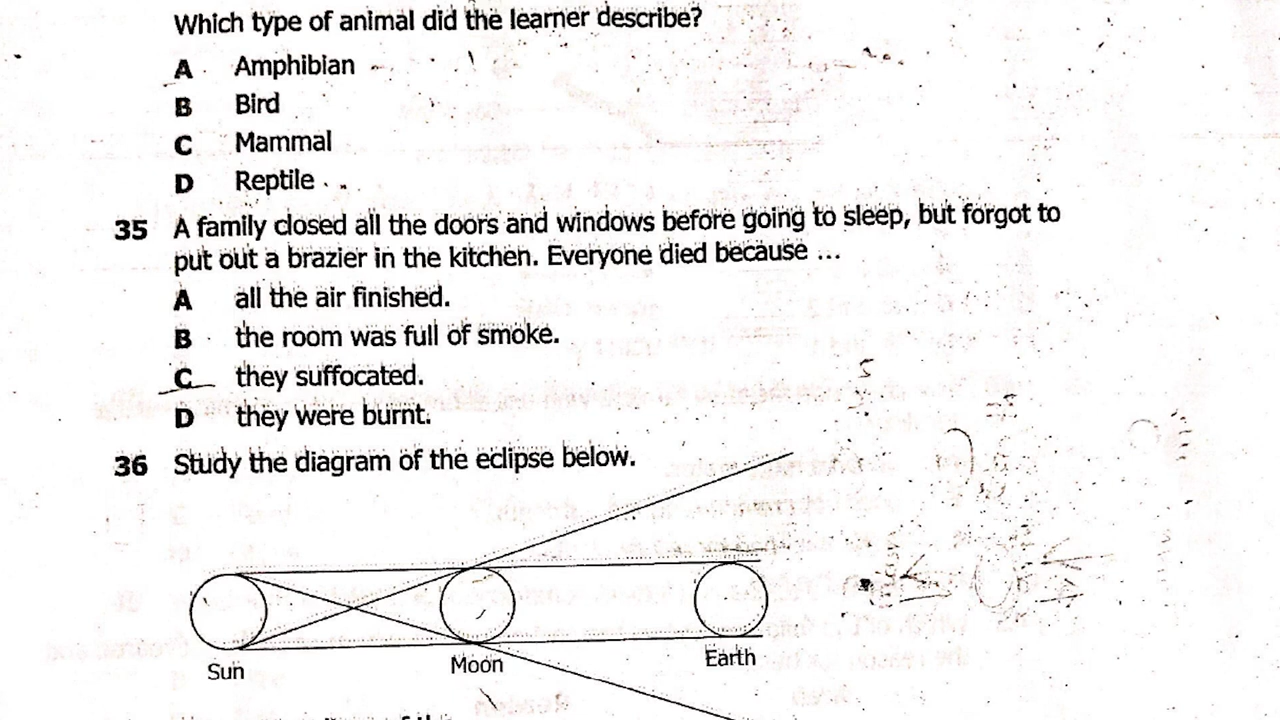 Which type of animal did the learner describe?
A Amphibian
B Bird
C Mammal
D Reptile
35 A family closed all the doors and windows before going to sleep, but forgot to
put out a brazier in the kitchen. Everyone died because ...
A all the air finished.
B the room was full of smoke.
C they suffocated.
D they were burnt.
36 Study the diagram of the eclipse below.
Sun Moon Earth